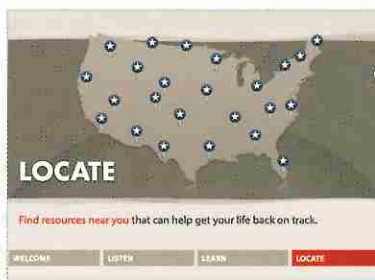 LOCATE
Find resources near you that can help get your life back on track.
WELCOME
LISTEN
LEARN
LOCATE